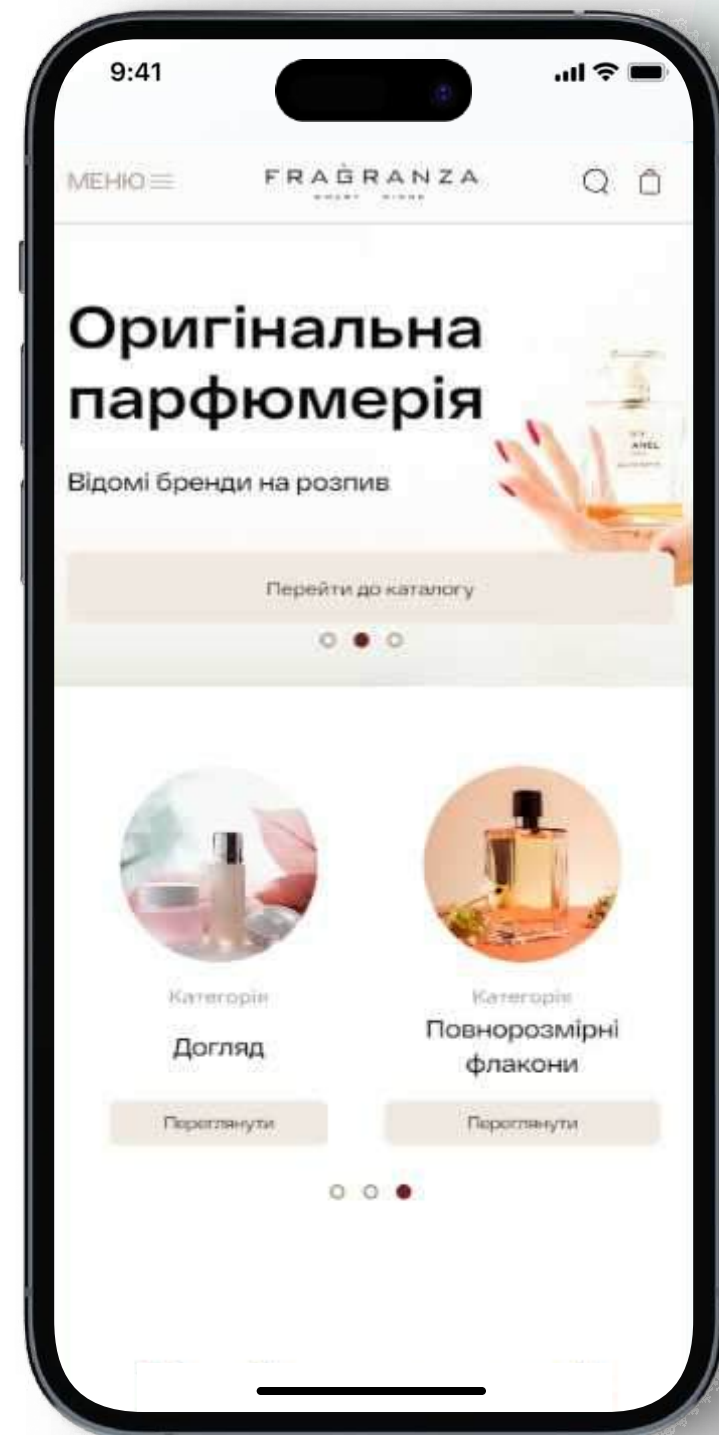 9:41
МЕНЮ
FRAGRANZA
Оригінальна
парфюмерія
Відомі бренди на розпив
Перейти до каталогу
Категорія
Догляд
Переглянути
Категорія
Повнорозмірні
флакони
Переглянути